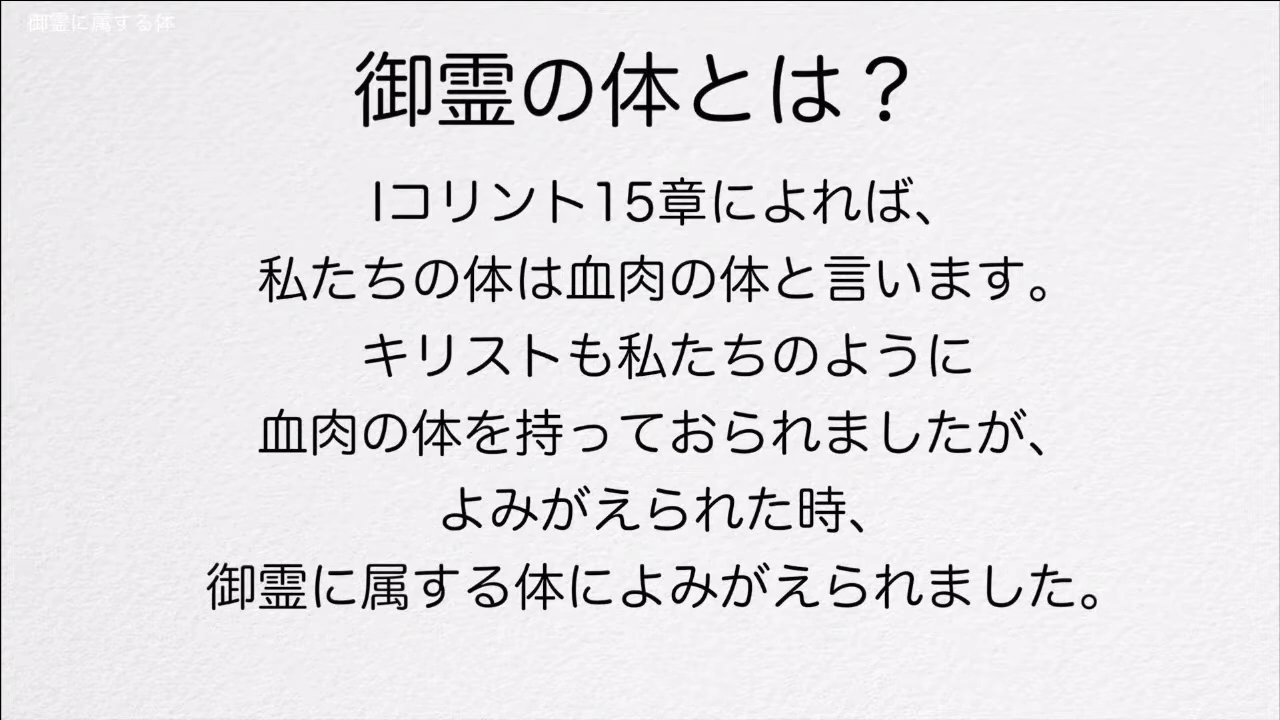 御霊に属する体
御霊の体とは？
Iコリント15章によれば、
私たちの体は血肉の体と言います。
キリストも私たちのように
血肉の体を持っておられましたが、
よみがえられた時、
御霊に属する体によみがえられました。